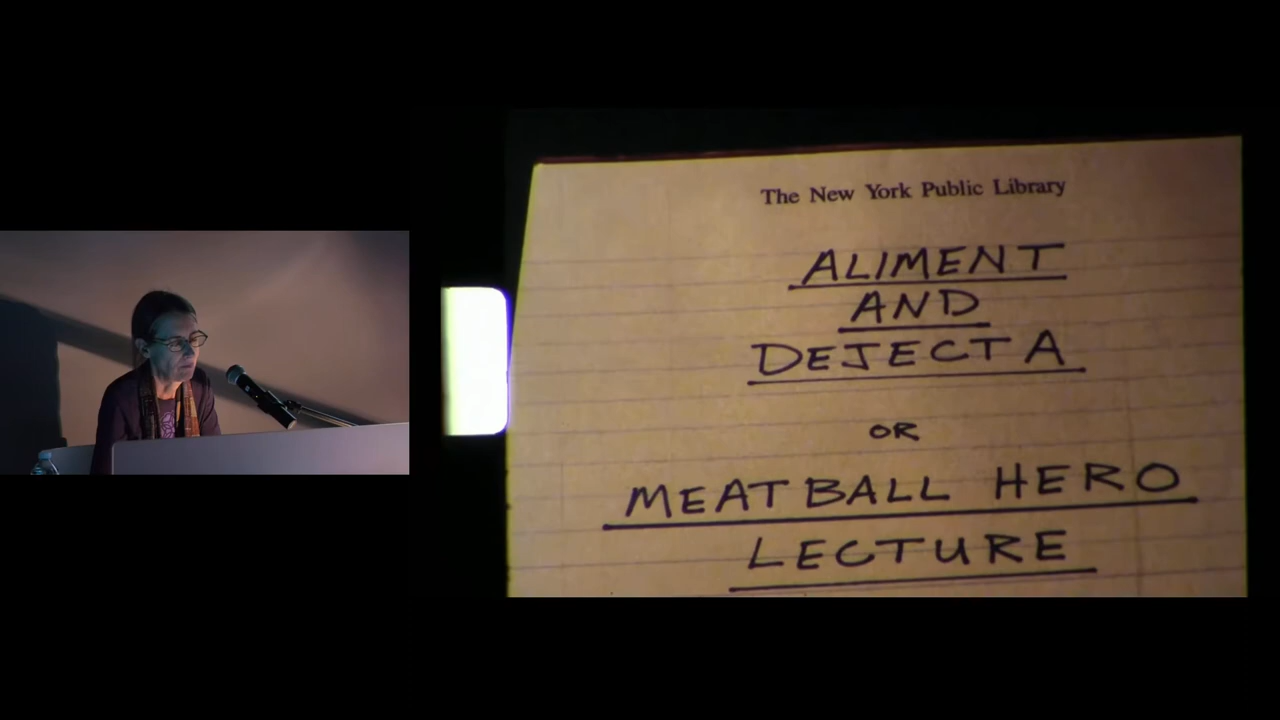 The New York Public Library
ALIMENT
AND
DEJECTA
OR
MEATBALL HERO
LECTURE